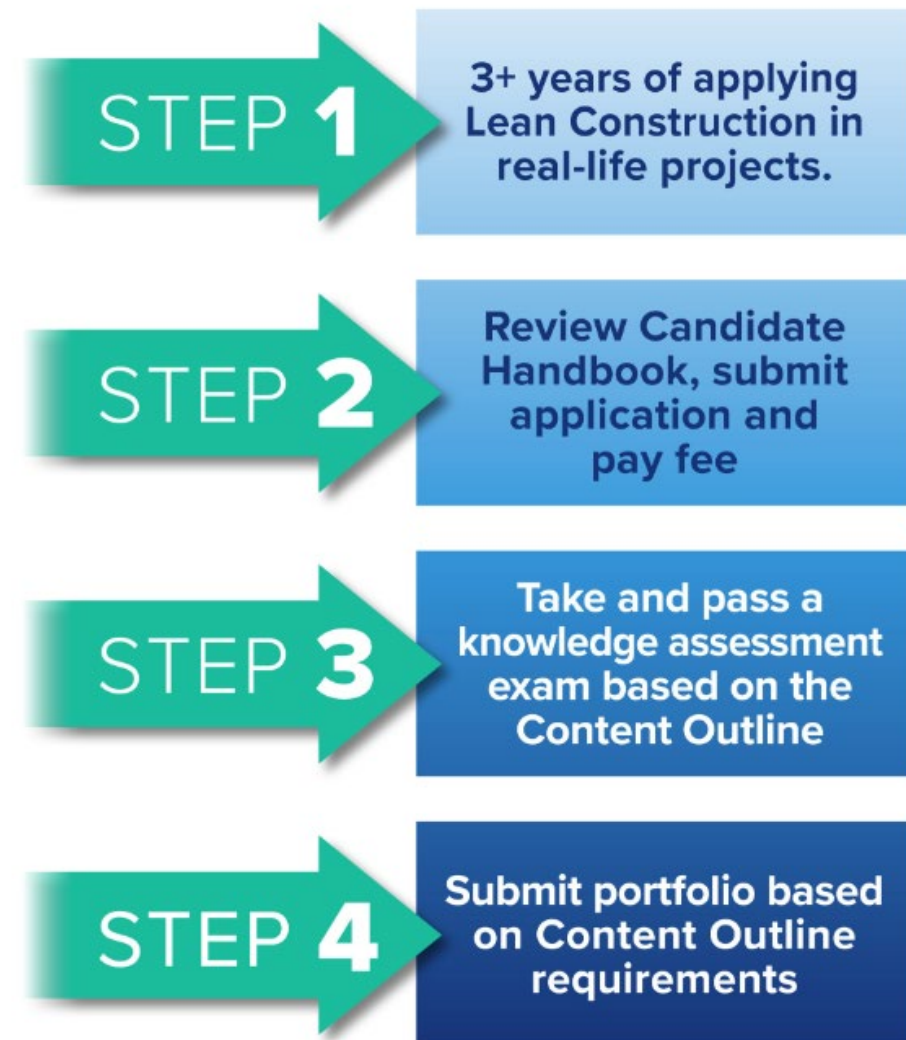 STEP 1
3+ years of applying
Lean Construction in
real-life projects.
STEP 2
Review Candidate
Handbook, submit
application and
pay fee
STEP 3
Take and pass a
knowledge assessment
exam based on the
Content Outline
STEP 4
Submit portfolio based
on Content Outline
requirements